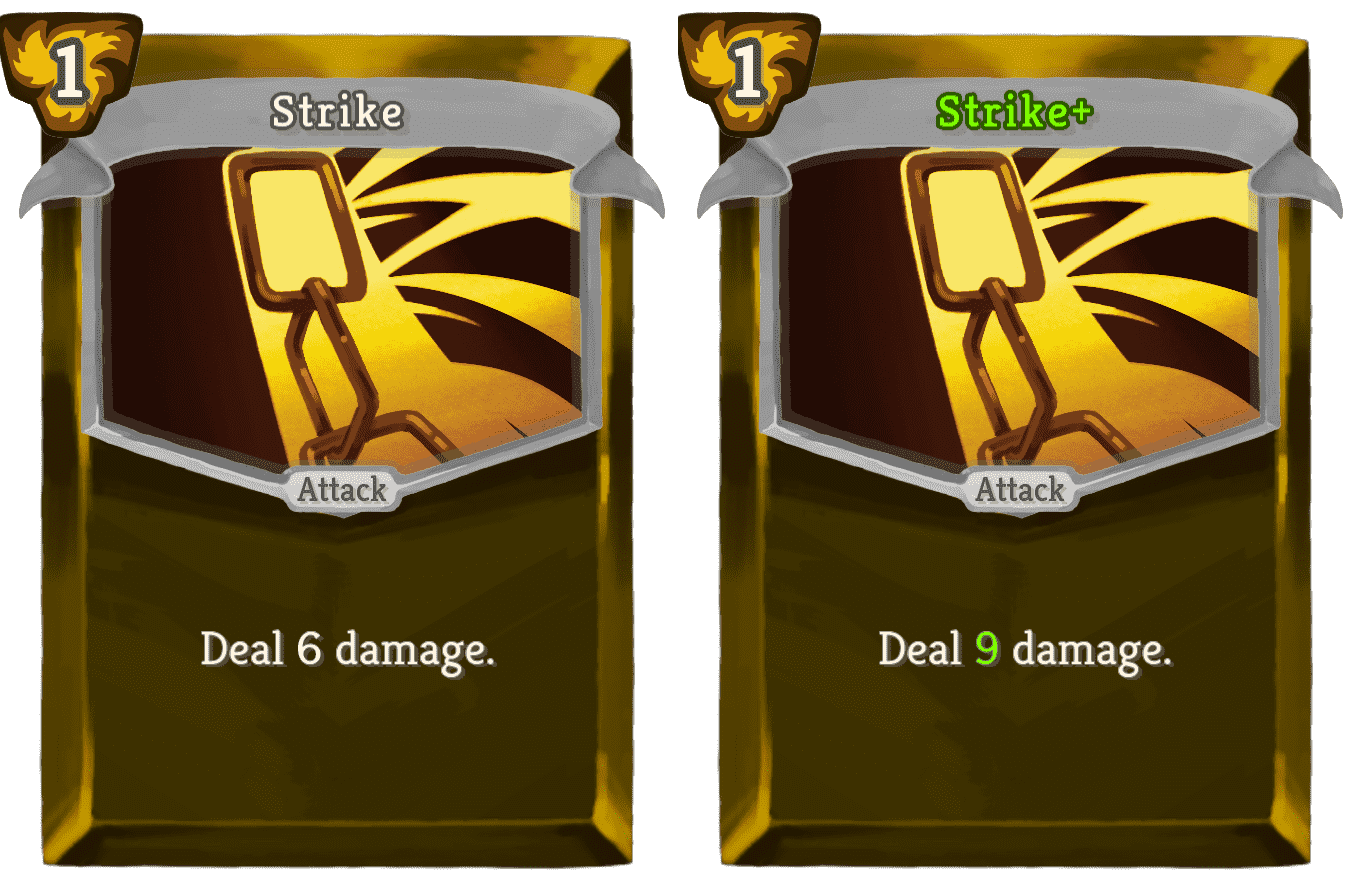 1
Strike
Attack
Deal 6 damage.
1
Strike+
Attack
Deal 9 damage.